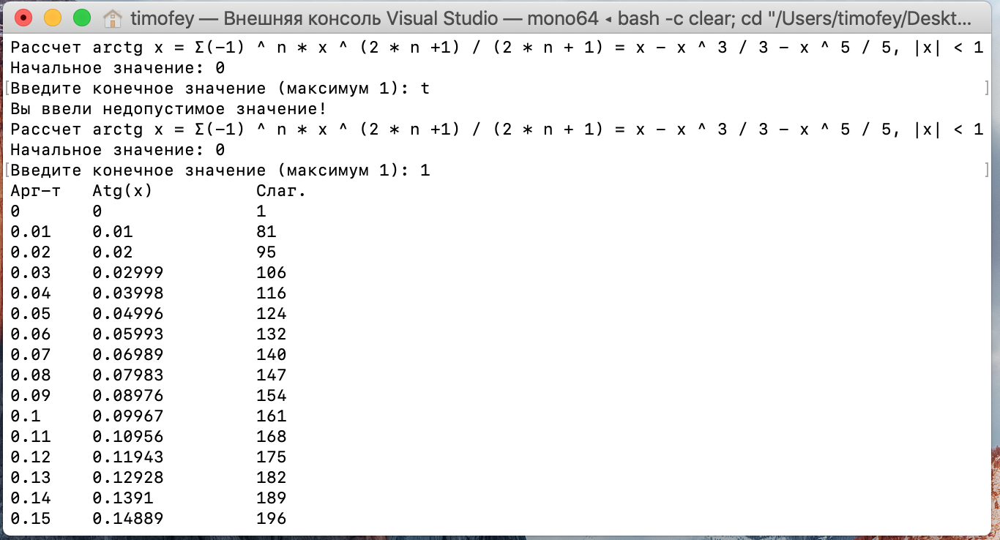 timofey — Внешняя консоль Visual Studio — mono64 ◂ bash -c clear; cd "/Users/timofey/Deskt...
Рассчет arctg x = Σ(-1) ^ n * x ^ (2 * n +1) / (2 * n + 1) = x - x ^ 3 / 3 - x ^ 5 / 5, |x| < 1
Начальное значение: 0
[Введите конечное значение (максимум 1): t ]
Вы ввели недопустимое значение!
Рассчет arctg x = Σ(-1) ^ n * x ^ (2 * n +1) / (2 * n + 1) = x - x ^ 3 / 3 - x ^ 5 / 5, |x| < 1
Начальное значение: 0
[Введите конечное значение (максимум 1): 1 ]
Арг-т Atg(x) Слаг.
0 0 1
0.01 0.01 81
0.02 0.02 95
0.03 0.02999 106
0.04 0.03998 116
0.05 0.04996 124
0.06 0.05993 132
0.07 0.06989 140
0.08 0.07983 147
0.09 0.08976 154
0.1 0.09967 161
0.11 0.10956 168
0.12 0.11943 175
0.13 0.12928 182
0.14 0.1391 189
0.15 0.14889 196